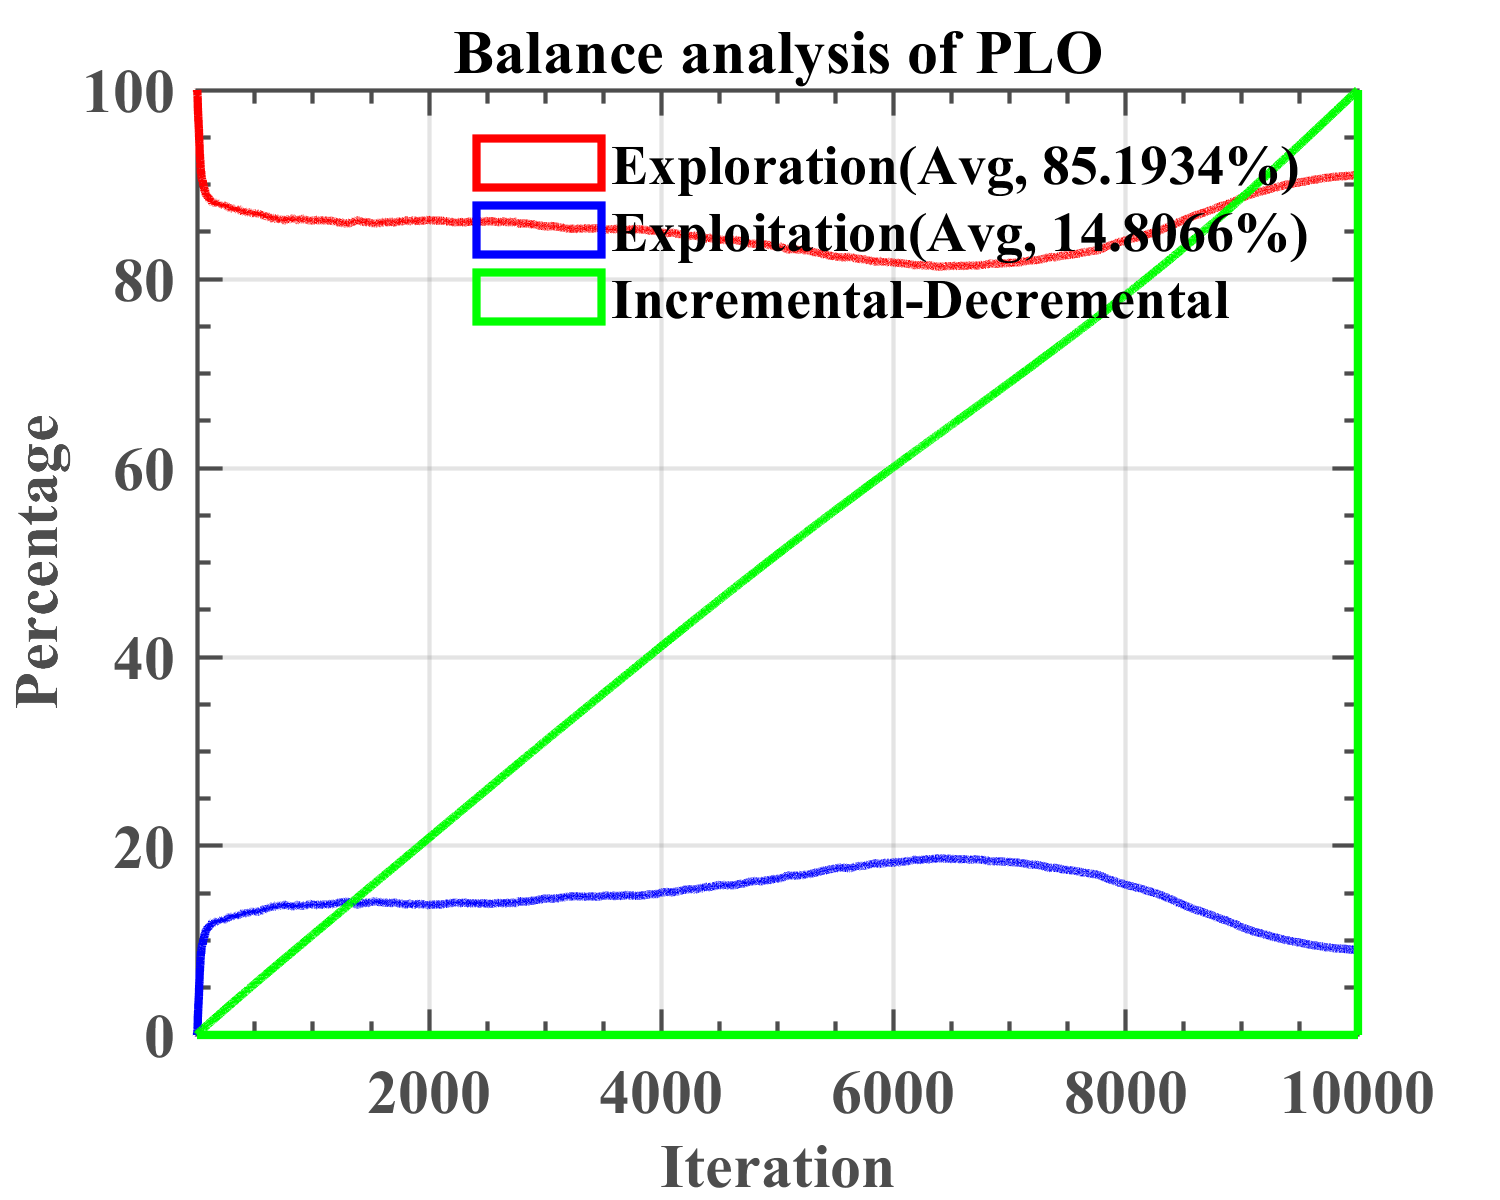 Balance analysis of PLO
100
Exploration(Avg, 85.1934%)
Exploitation(Avg, 14.8066%)
80
Incremental-Decremental
60
Percentage
40
20
0
2000 4000 6000 8000 10000
Iteration